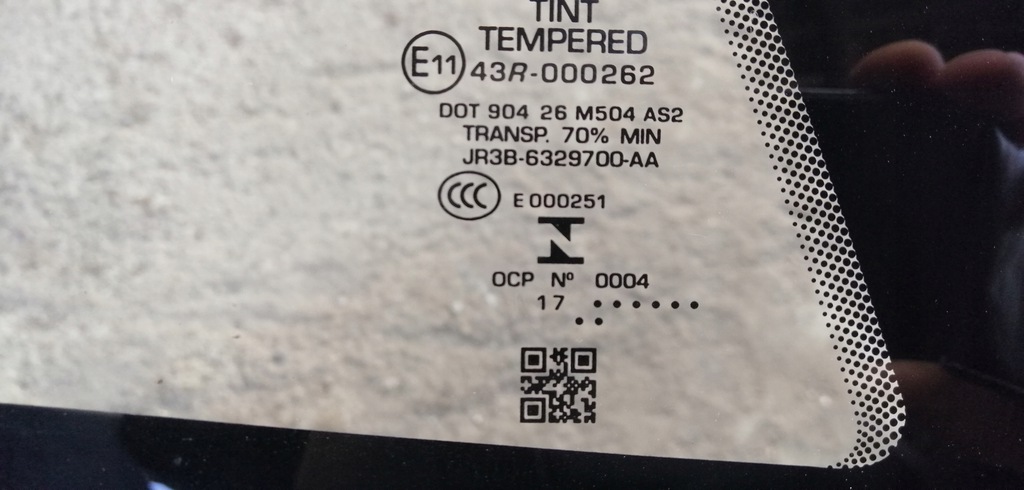 TINT
TEMPERED
E11 43R-000262
DOT 904 26 M504 AS2
TRANSP. 70% MIN
JR3B-6329700-AA
CCC E000251
OCP Nº 0004
17